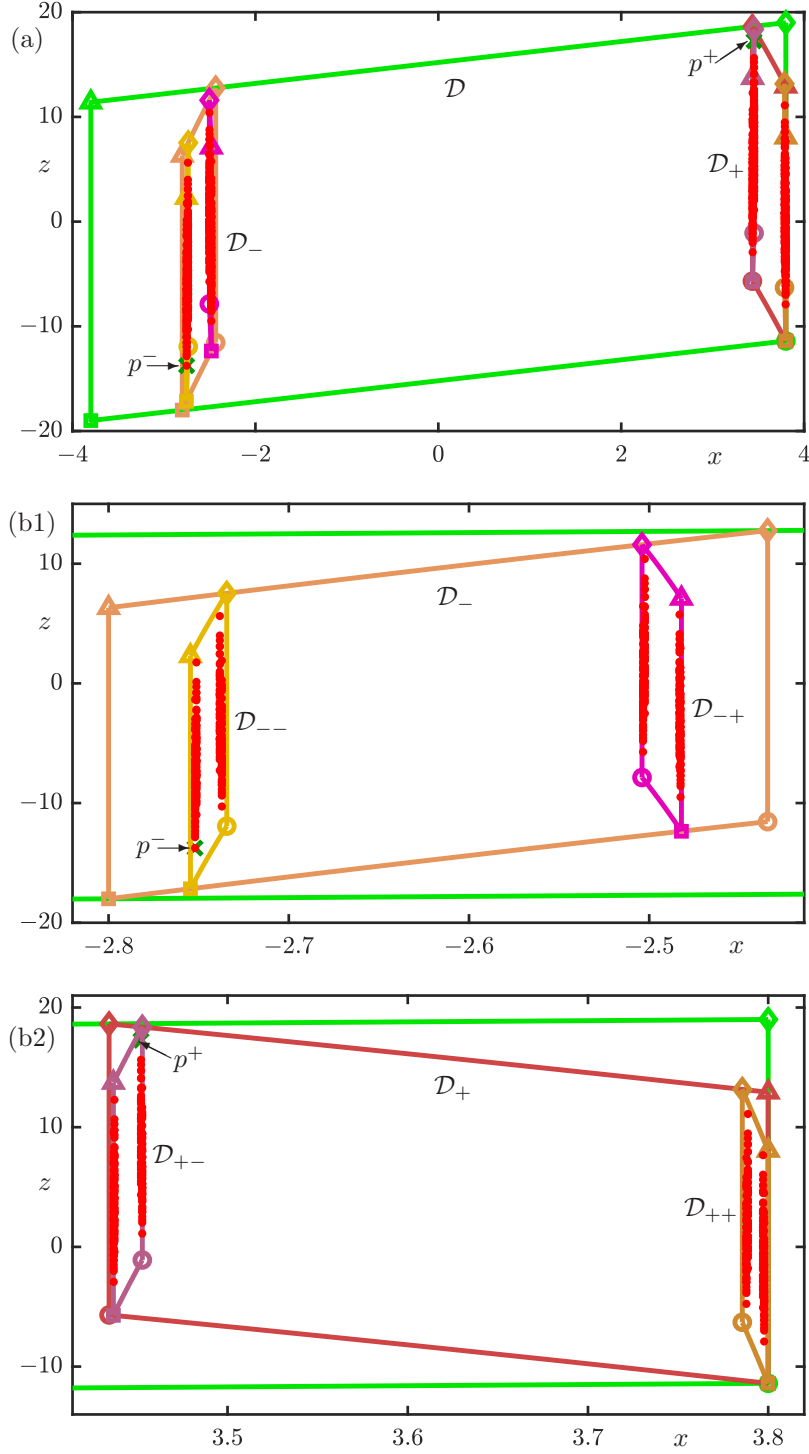 (a)
20
10
z
0
−10
−20
−4
−2
0
2
x
4
p⁺
𝒟
𝒟₊
𝒟₋
p⁻
(b1)
10
z
0
−10
−20
−2.8
−2.7
−2.6
−2.5
x
𝒟₋
𝒟₋₋
𝒟₋₊
p⁻
(b2)
20
10
z
0
−10
3.5
3.6
3.7
x
3.8
p⁺
𝒟₊
𝒟₊₋
𝒟₊₊